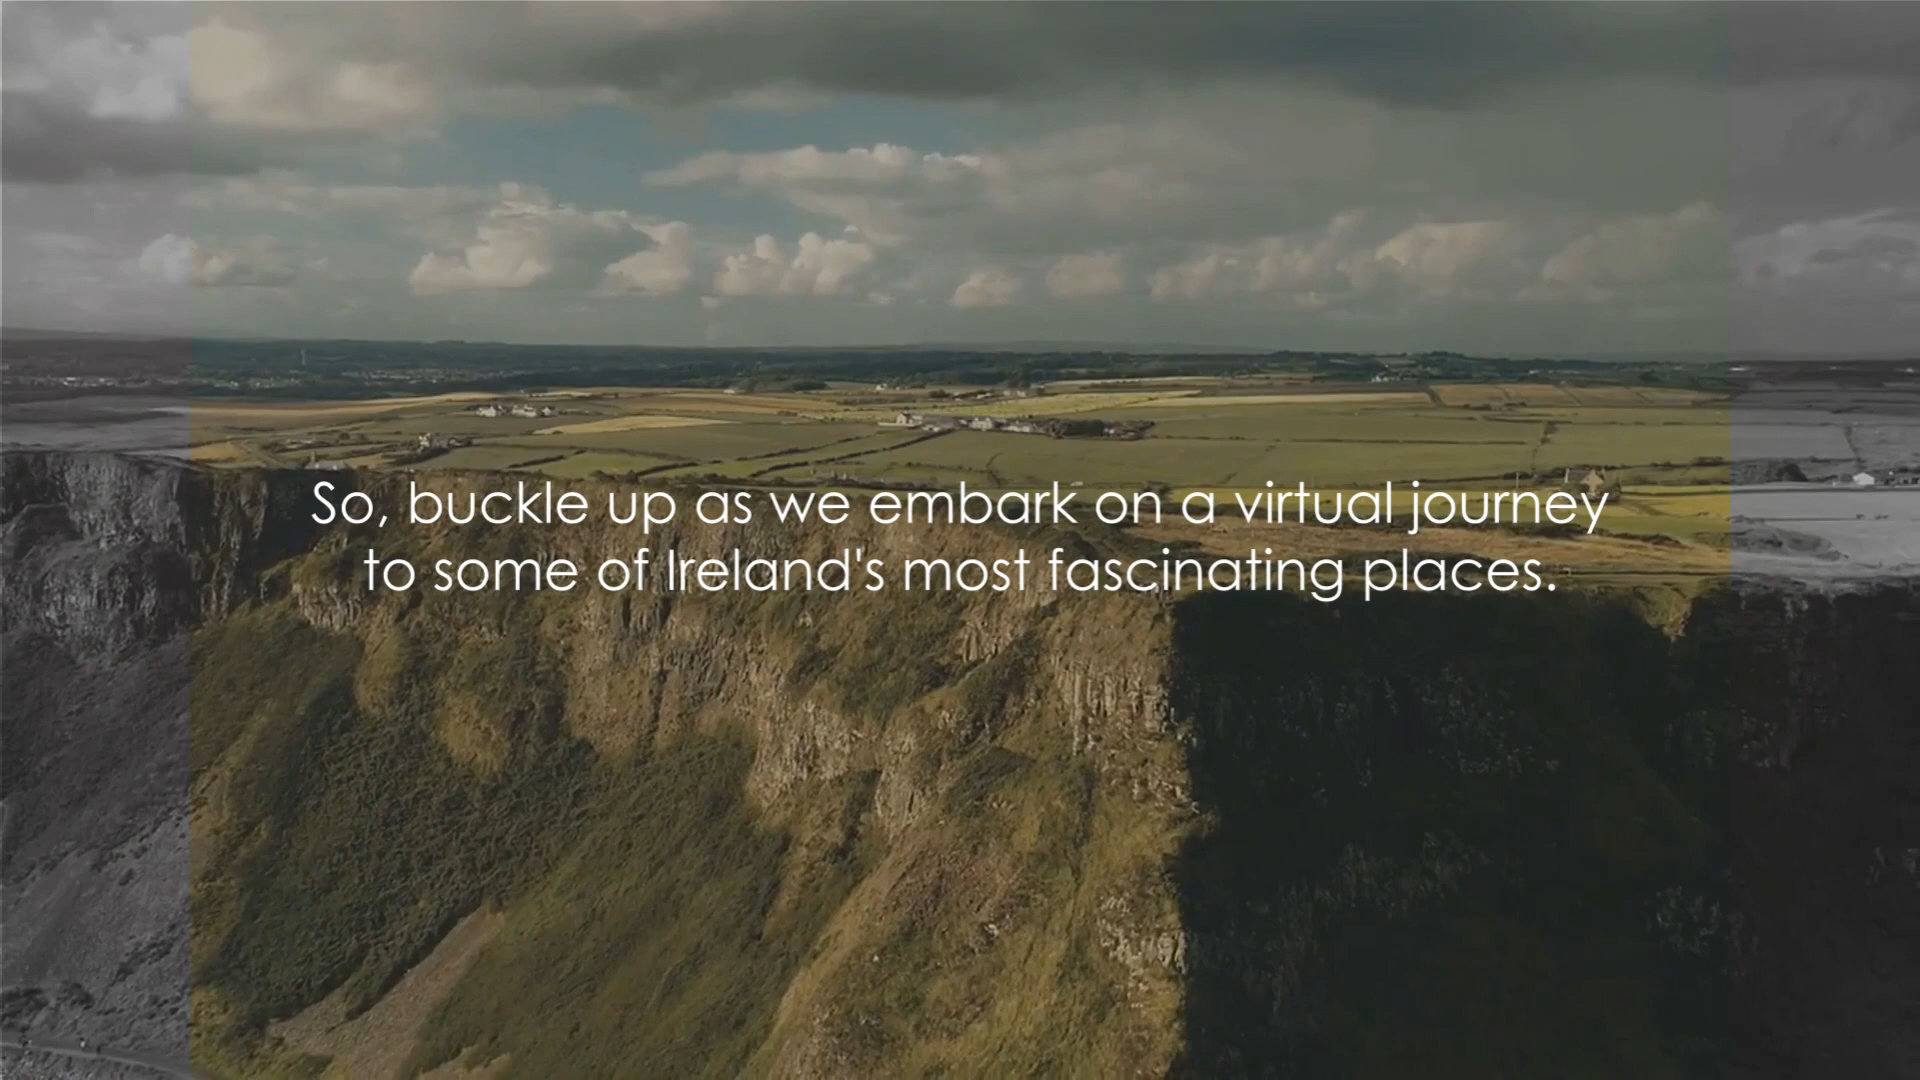 So, buckle up as we embark on a virtual journey
to some of Ireland's most fascinating places.